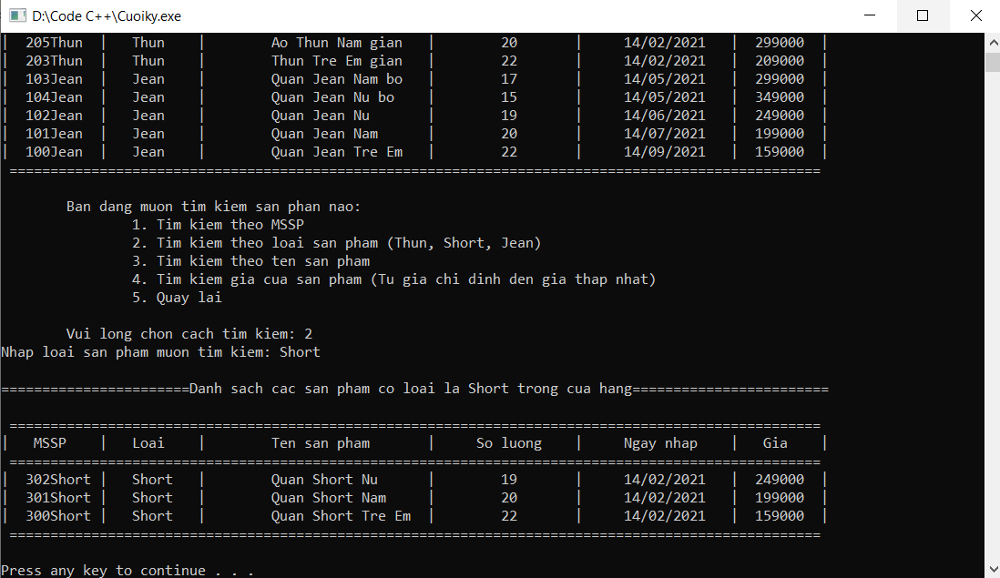 D:\Code C++\Cuoiky.exe
| 205Thun | Thun | Ao Thun Nam gian | 20 | 14/02/2021 | 299000 |
| 203Thun | Thun | Thun Tre Em gian | 22 | 14/02/2021 | 209000 |
| 103Jean | Jean | Quan Jean Nam bo | 17 | 14/05/2021 | 299000 |
| 104Jean | Jean | Quan Jean Nu bo | 15 | 14/05/2021 | 349000 |
| 102Jean | Jean | Quan Jean Nu | 19 | 14/06/2021 | 249000 |
| 101Jean | Jean | Quan Jean Nam | 20 | 14/07/2021 | 199000 |
| 100Jean | Jean | Quan Jean Tre Em | 22 | 14/09/2021 | 159000 |
===================================================================================================
Ban dang muon tim kiem san phan nao:
1. Tim kiem theo MSSP
2. Tim kiem theo loai san pham (Thun, Short, Jean)
3. Tim kiem theo ten san pham
4. Tim kiem gia cua san pham (Tu gia chi dinh den gia thap nhat)
5. Quay lai
Vui long chon cach tim kiem: 2
Nhap loai san pham muon tim kiem: Short
=======================Danh sach cac san pham co loai la Short trong cua hang========================
===================================================================================================
| MSSP | Loai | Ten san pham | So luong | Ngay nhap | Gia |
===================================================================================================
| 302Short | Short | Quan Short Nu | 19 | 14/02/2021 | 249000 |
| 301Short | Short | Quan Short Nam | 20 | 14/02/2021 | 199000 |
| 300Short | Short | Quan Short Tre Em | 22 | 14/02/2021 | 159000 |
===================================================================================================
Press any key to continue . . .